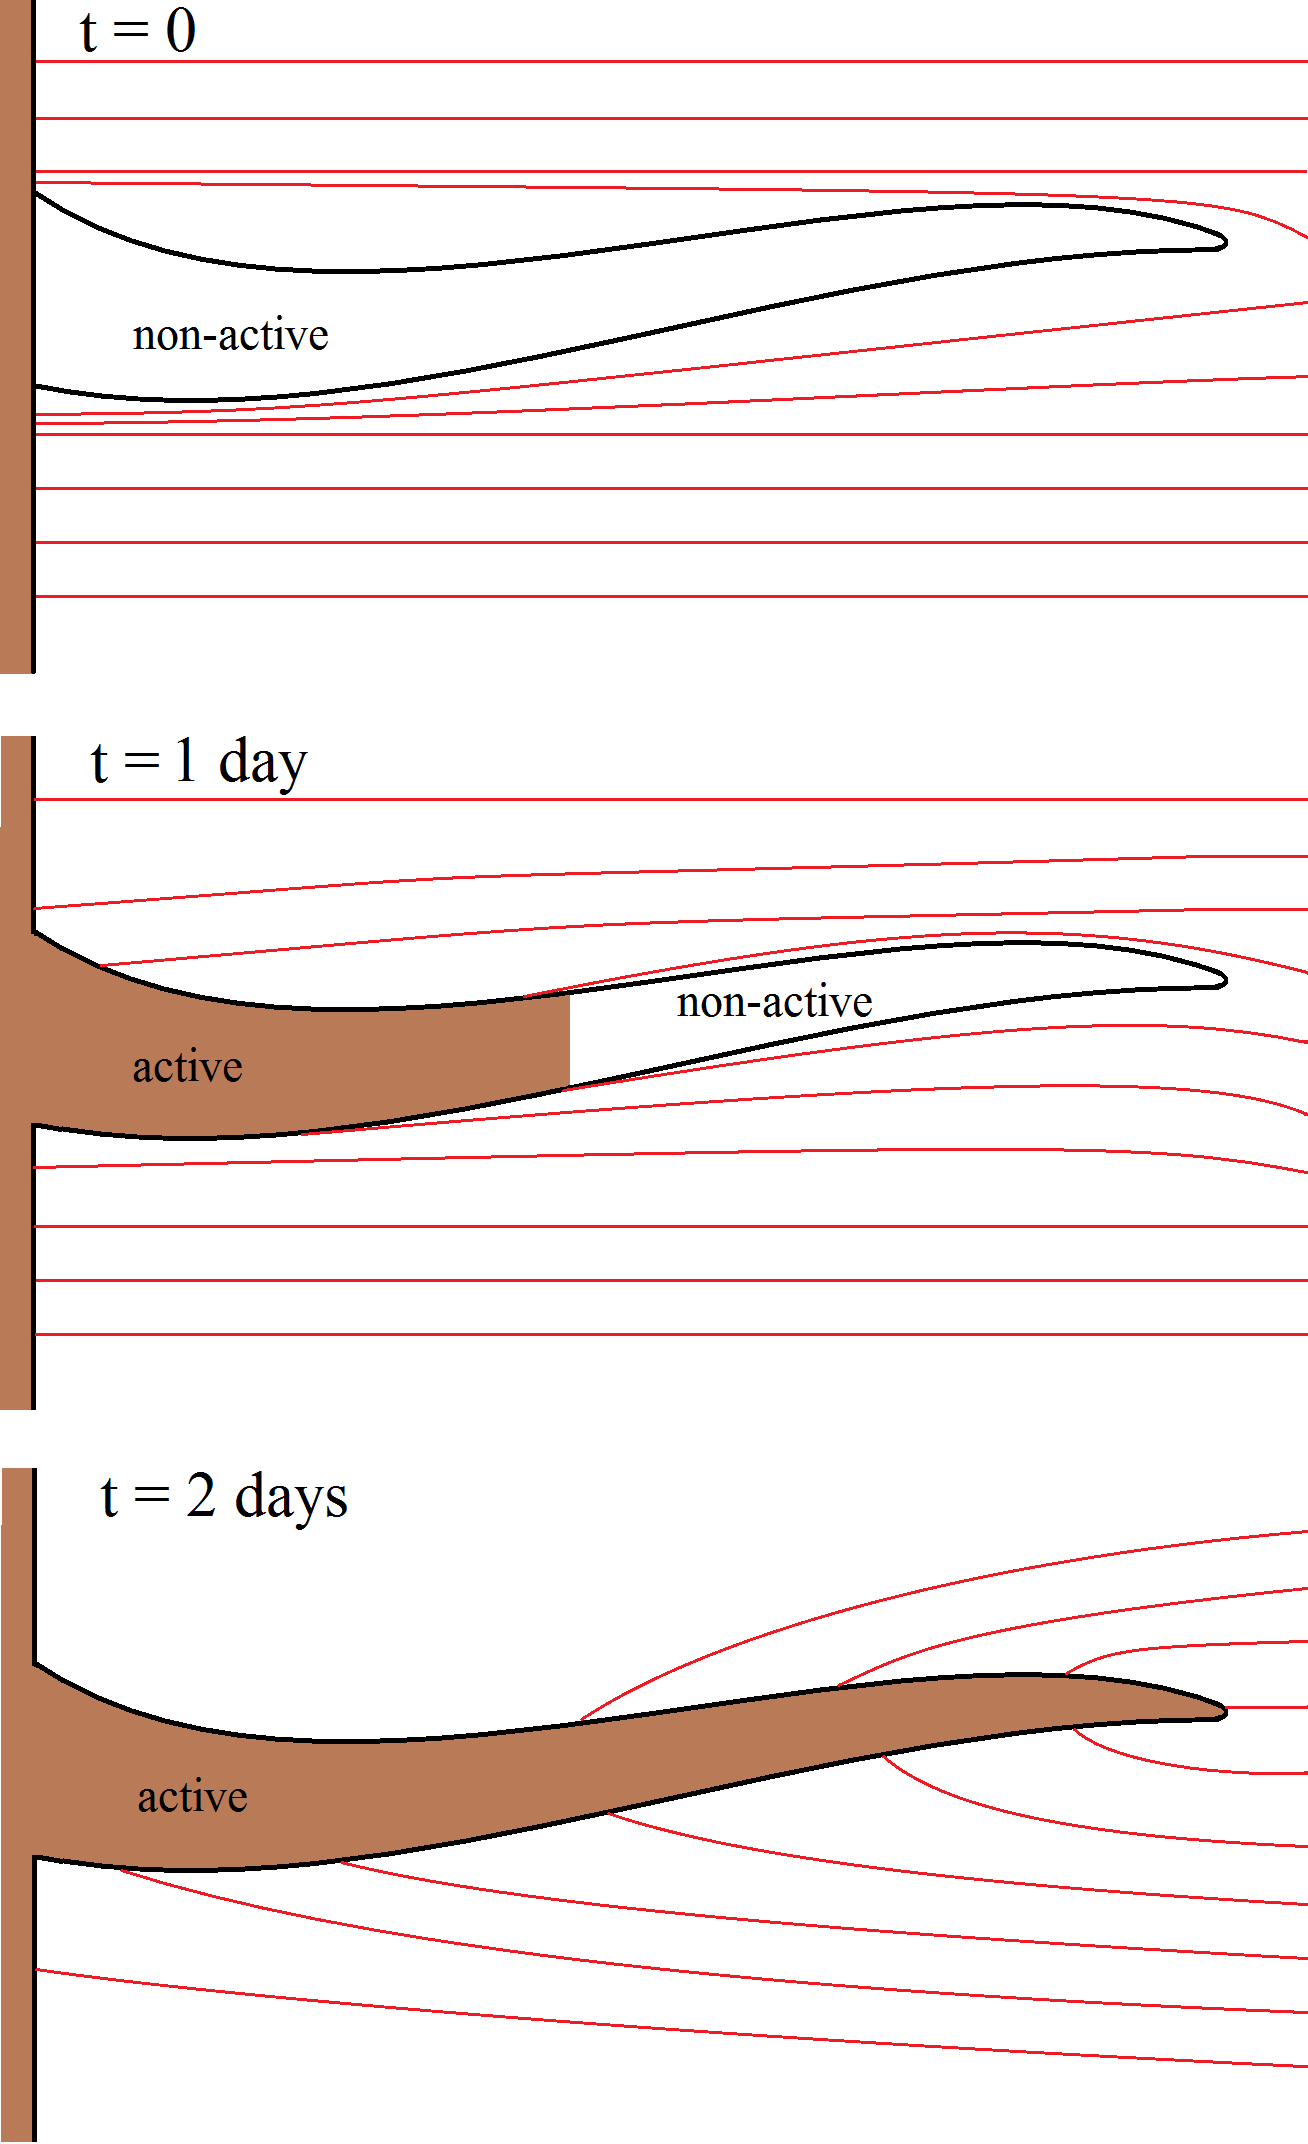 t = 0
non-active
t = 1 day
non-active
active
t = 2 days
active